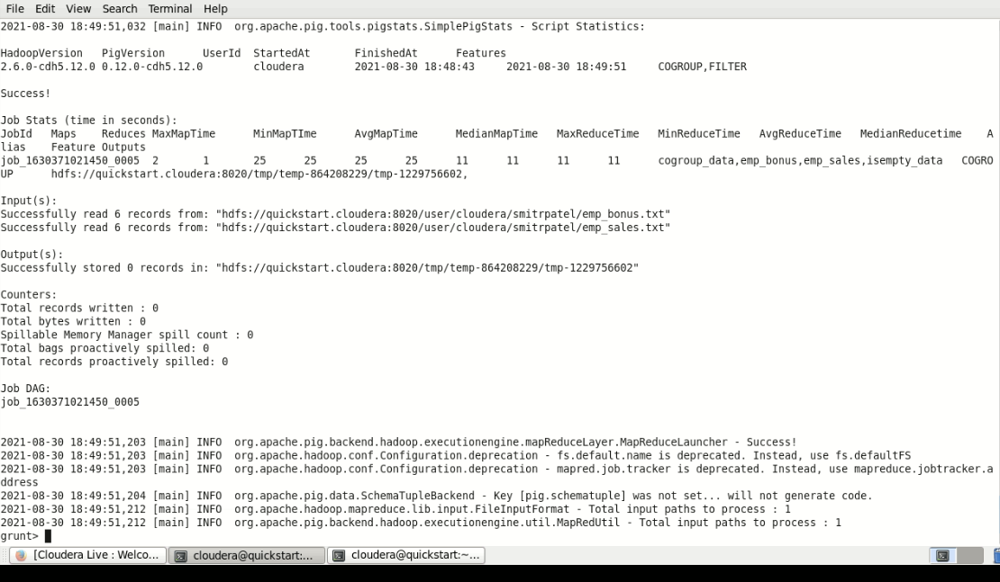 File Edit View Search Terminal Help
2021-08-30 18:49:51,032 [main] INFO  org.apache.pig.tools.pigstats.SimplePigStats - Script Statistics:
HadoopVersion   PigVersion      UserId  StartedAt       FinishedAt      Features
2.6.0-cdh5.12.0 0.12.0-cdh5.12.0        cloudera        2021-08-30 18:48:43     2021-08-30 18:49:51     COGROUP,FILTER
Success!
Job Stats (time in seconds):
JobId   Maps    Reduces MaxMapTime      MinMapTIme      AvgMapTime      MedianMapTime   MaxReduceTime   MinReduceTime   AvgReduceTime   MedianReducetime    A
lias    Feature Outputs
job_1630371021450_0005  2       1       25      25      25      25      11      11      11      11      cogroup_data,emp_bonus,emp_sales,isempty_data   COGRO
UP      hdfs://quickstart.cloudera:8020/tmp/temp-864208229/tmp-1229756602,
Input(s):
Successfully read 6 records from: "hdfs://quickstart.cloudera:8020/user/cloudera/smitrpatel/emp_bonus.txt"
Successfully read 6 records from: "hdfs://quickstart.cloudera:8020/user/cloudera/smitrpatel/emp_sales.txt"
Output(s):
Successfully stored 0 records in: "hdfs://quickstart.cloudera:8020/tmp/temp-864208229/tmp-1229756602"
Counters:
Total records written : 0
Total bytes written : 0
Spillable Memory Manager spill count : 0
Total bags proactively spilled: 0
Total records proactively spilled: 0
Job DAG:
job_1630371021450_0005
2021-08-30 18:49:51,203 [main] INFO  org.apache.pig.backend.hadoop.executionengine.mapReduceLayer.MapReduceLauncher - Success!
2021-08-30 18:49:51,203 [main] INFO  org.apache.hadoop.conf.Configuration.deprecation - fs.default.name is deprecated. Instead, use fs.defaultFS
2021-08-30 18:49:51,203 [main] INFO  org.apache.hadoop.conf.Configuration.deprecation - mapred.job.tracker is deprecated. Instead, use mapreduce.jobtracker.a
ddress
2021-08-30 18:49:51,204 [main] INFO  org.apache.pig.data.SchemaTupleBackend - Key [pig.schematuple] was not set... will not generate code.
2021-08-30 18:49:51,212 [main] INFO  org.apache.hadoop.mapreduce.lib.input.FileInputFormat - Total input paths to process : 1
2021-08-30 18:49:51,212 [main] INFO  org.apache.pig.backend.hadoop.executionengine.util.MapRedUtil - Total input paths to process : 1
grunt>
[Cloudera Live : Welco... cloudera@quickstart:... cloudera@quickstart:~...